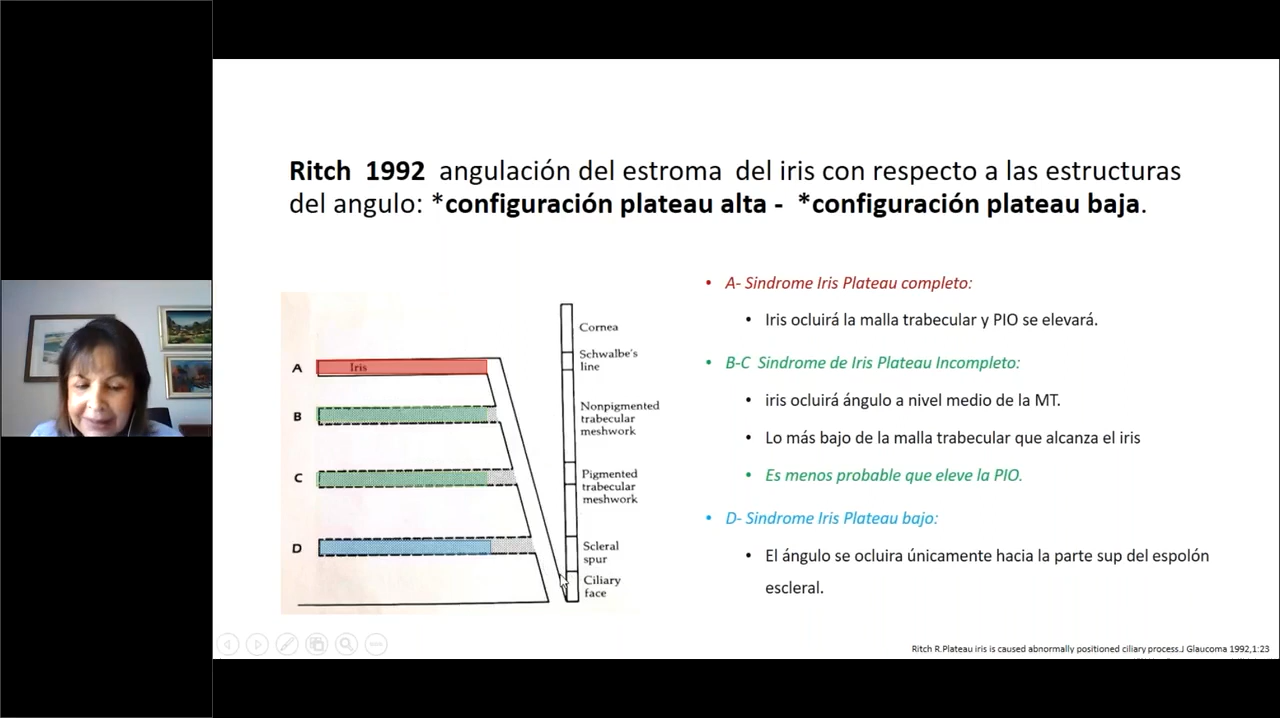 Ritch 1992 angulación del estroma del iris con respecto a las estructuras
del angulo: *configuración plateau alta - *configuración plateau baja.
A
Iris
B
C
D
Cornea
Schwalbe's
line
Nonpigmented
trabecular
meshwork
Pigmented
trabecular
meshwork
Scleral
spur
Ciliary
face
• A- Sindrome Iris Plateau completo:
• Iris ocluirá la malla trabecular y PIO se elevará.
• B-C Sindrome de Iris Plateau Incompleto:
• iris ocluirá ángulo a nivel medio de la MT.
• Lo más bajo de la malla trabecular que alcanza el iris
• Es menos probable que eleve la PIO.
• D- Sindrome Iris Plateau bajo:
• El ángulo se ocluira únicamente hacia la parte sup del espolón
escleral.
Ritch R.Plateau iris is caused abnormally positioned ciliary process.J Glaucoma 1992,1:23